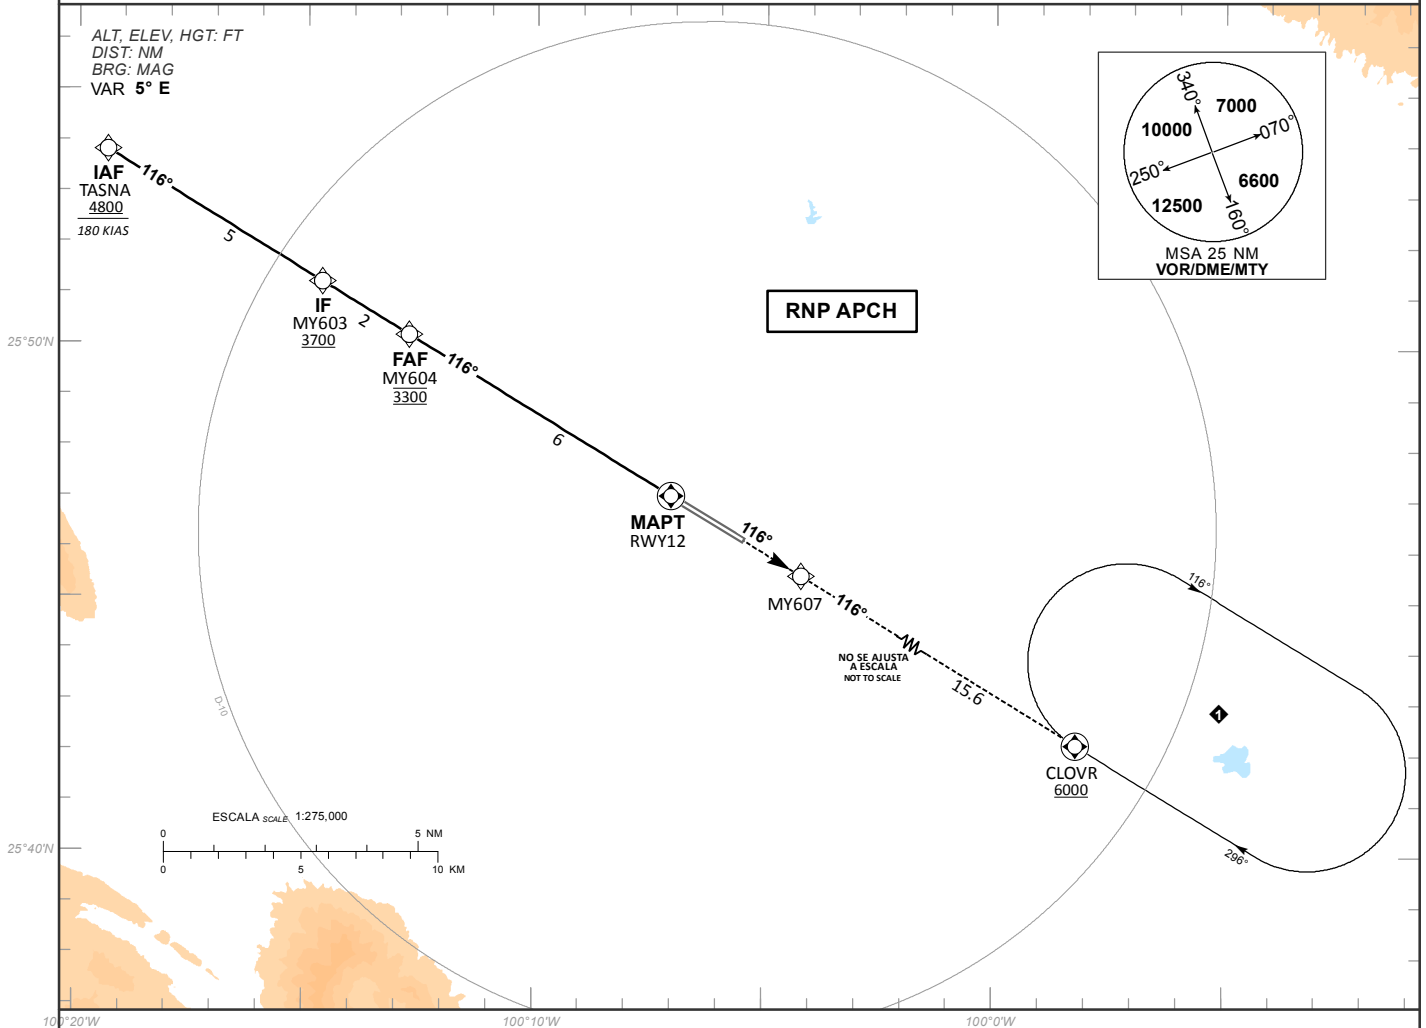 ALT, ELEV, HGT: FT
DIST: NM
BRG: MAG
VAR 5° E
340°
7000
10000
070°
250°
6600
12500
160°
MSA 25 NM
VOR/DME/MTY
IAF
TASNA
4800
180 KIAS
116°
5
IF
MY603
3700
2
RNP APCH
25°50'N
FAF
MY604
3300
116°
6
MAPT
RWY12
116°
MY607
116°
NO SE AJUSTA
A ESCALA
NOT TO SCALE
15.6
116°
D-10
1
CLOVR
6000
296°
ESCALA SCALE 1:275,000
0 5 NM
0 5 10 KM
25°40'N
100°20'W
100°10'W
100°0'W